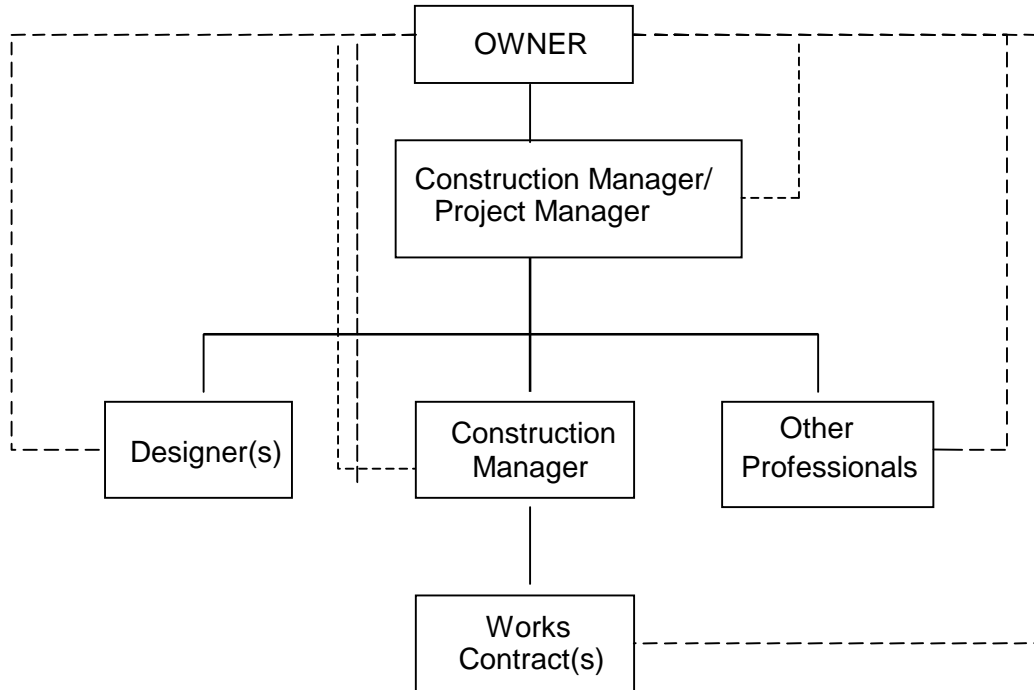 OWNER
Construction Manager/
Project Manager
Designer(s)
Construction
Manager
Other
Professionals
Works
Contract(s)